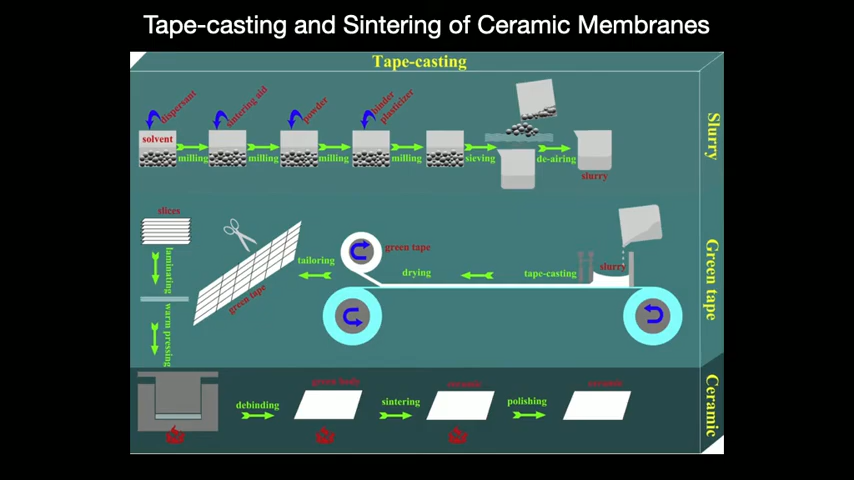 Tape-casting and Sintering of Ceramic Membranes
Tape-casting
dispersant
sintering aid
powder
binder
plasticizer
solvent
milling
milling
milling
milling
sieving
de-airing
slurry
Slurry
slices
laminating
warm pressing
tailoring
green tape
green tape
drying
tape-casting
slurry
Green tape
debinding
green body
sintering
ceramic
polishing
ceramic
Ceramic